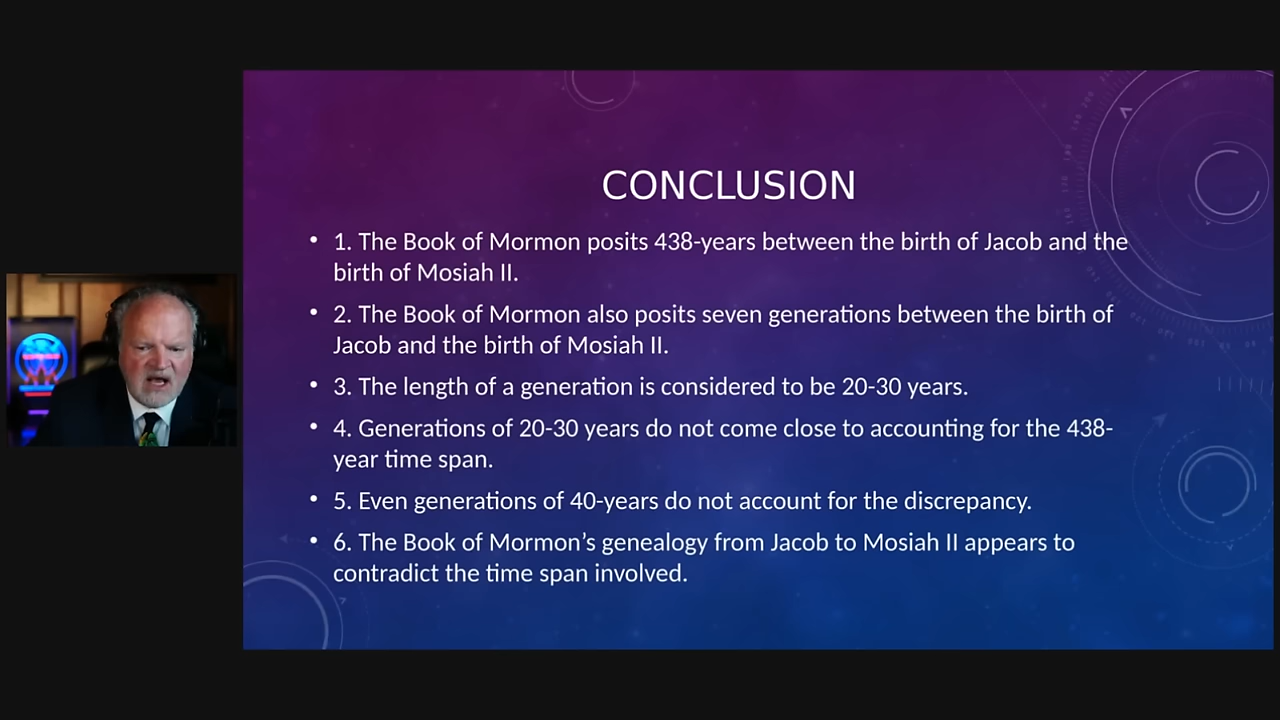 CONCLUSION
• 1. The Book of Mormon posits 438-years between the birth of Jacob and the
birth of Mosiah II.
• 2. The Book of Mormon also posits seven generations between the birth of
Jacob and the birth of Mosiah II.
• 3. The length of a generation is considered to be 20-30 years.
• 4. Generations of 20-30 years do not come close to accounting for the 438-
year time span.
• 5. Even generations of 40-years do not account for the discrepancy.
• 6. The Book of Mormon’s genealogy from Jacob to Mosiah II appears to
contradict the time span involved.